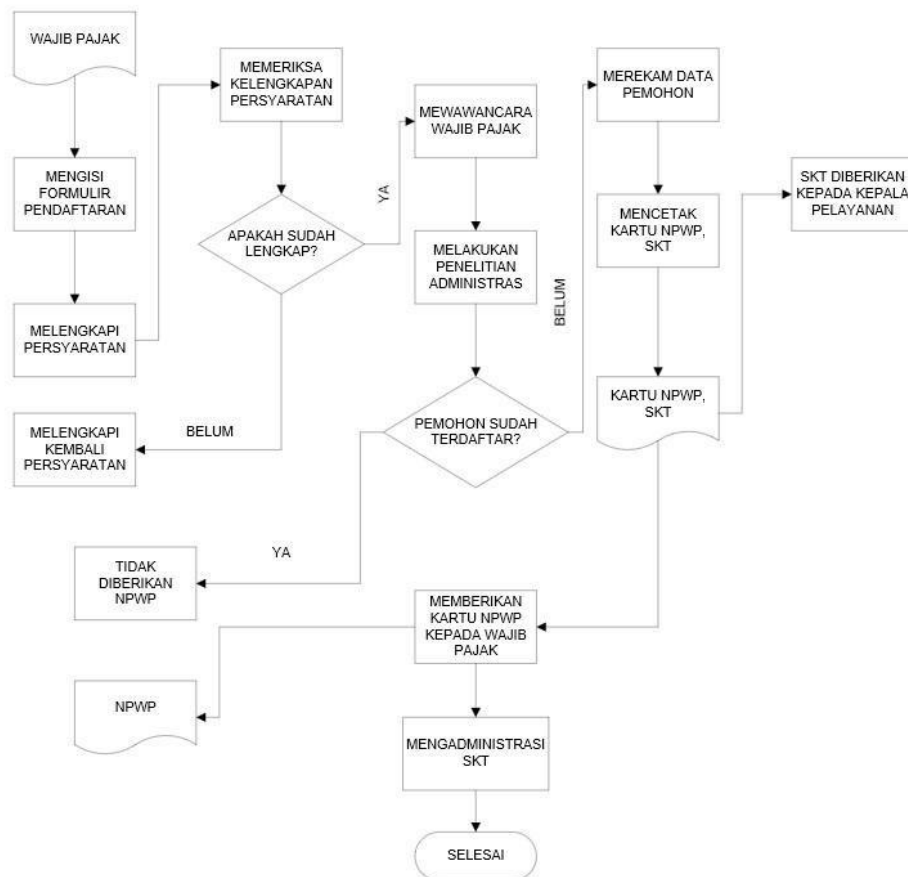 WAJIB PAJAK
MENGISI
FORMULIR
PENDAFTARAN
MELENGKAPI
PERSYARATAN
MEMERIKSA
KELENGKAPAN
PERSYARATAN
APAKAH SUDAH
LENGKAP?
BELUM
MELENGKAPI
KEMBALI
PERSYARATAN
YA
MEWAWANCARA
WAJIB PAJAK
MELAKUKAN
PENELITIAN
ADMINISTRAS
PEMOHON SUDAH
TERDAFTAR?
YA
TIDAK
DIBERIKAN
NPWP
BELUM
MEREKAM DATA
PEMOHON
MENCETAK
KARTU NPWP,
SKT
KARTU NPWP,
SKT
SKT DIBERIKAN
KEPADA KEPALA
PELAYANAN
MEMBERIKAN
KARTU NPWP
KEPADA WAJIB
PAJAK
NPWP
MENGADMINISTRASI
SKT
SELESAI